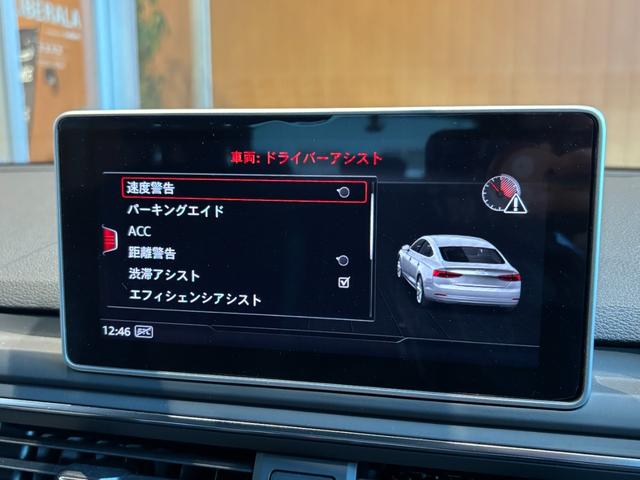 LIBERALA
車両: ドライバーアシスト
速度警告
パーキングエイド
ACC
距離警告
渋滞アシスト
エフィシェンシアシスト
12:46